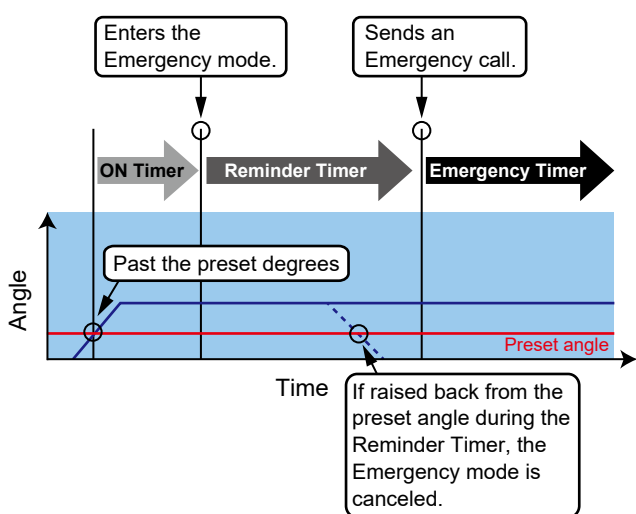 Enters the
Emergency mode.
Sends an
Emergency call.
ON Timer
Reminder Timer
Emergency Timer
Angle
Past the preset degrees
Preset angle
Time
If raised back from the
preset angle during the
Reminder Timer, the
Emergency mode is
canceled.